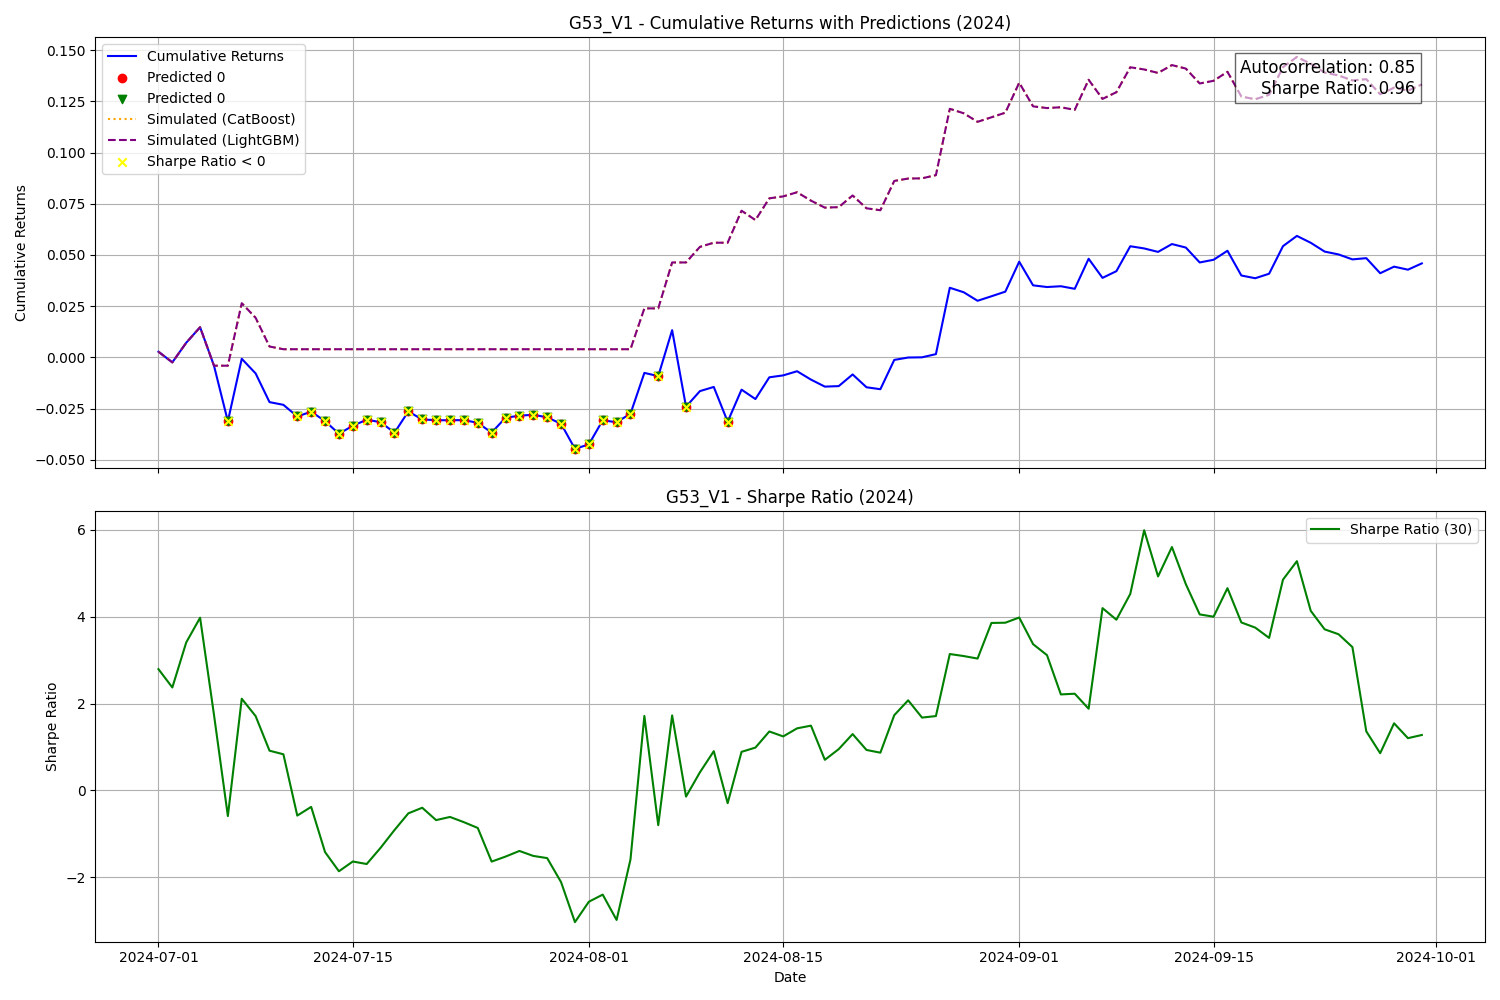 G53_V1 - Cumulative Returns with Predictions (2024)
Cumulative Returns
0.150
0.125
0.100
0.075
0.050
0.025
0.000
−0.025
−0.050
Cumulative Returns
Predicted 0
Predicted 0
Simulated (CatBoost)
Simulated (LightGBM)
Sharpe Ratio < 0
Autocorrelation: 0.85
Sharpe Ratio: 0.96
G53_V1 - Sharpe Ratio (2024)
Sharpe Ratio
6
4
2
0
−2
Sharpe Ratio (30)
2024-07-01
2024-07-15
2024-08-01
2024-08-15
2024-09-01
2024-09-15
2024-10-01
Date